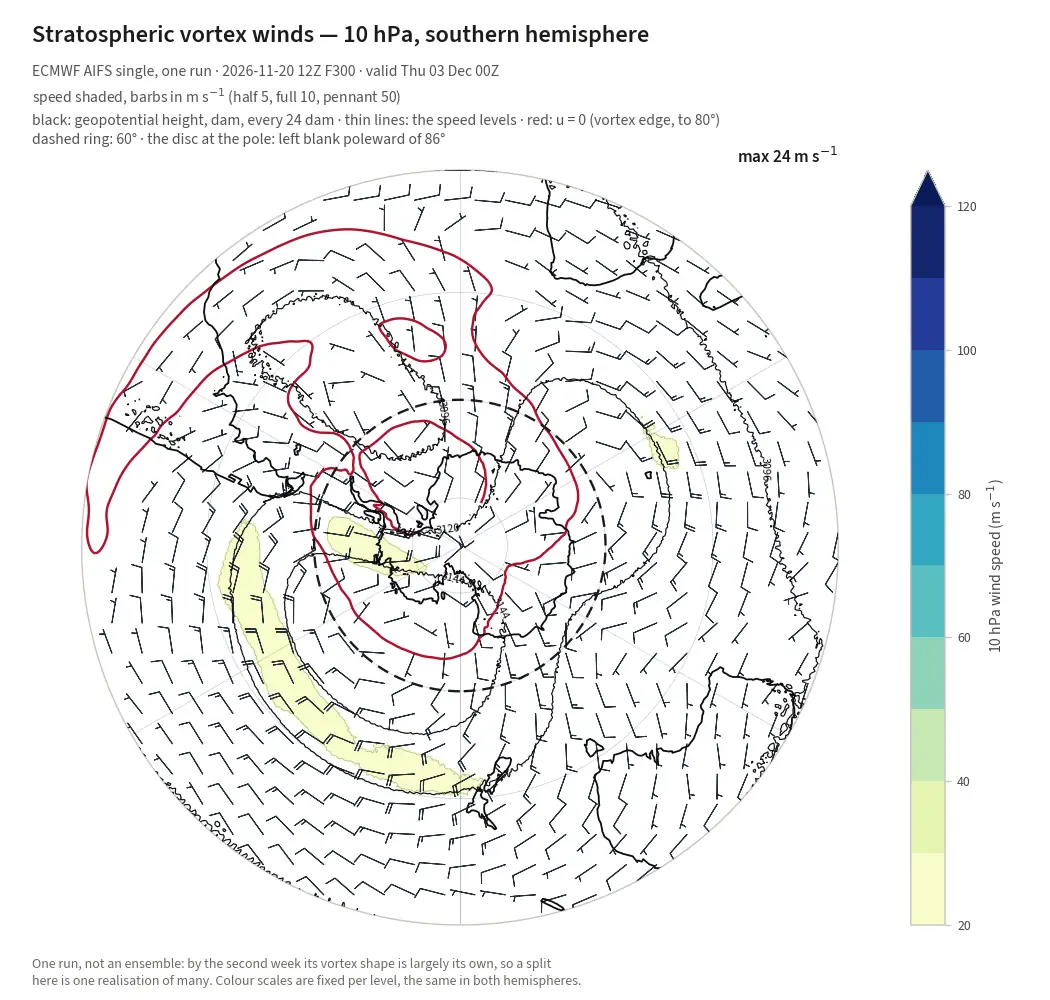 Stratospheric vortex winds — 10 hPa, southern hemisphere
ECMWF AIFS single, one run · 2026-11-20 12Z F300 · valid Thu 03 Dec 00Z
speed shaded, barbs in m s⁻¹ (half 5, full 10, pennant 50)
black: geopotential height, dam, every 24 dam · thin lines: the speed levels · red: u = 0 (vortex edge, to 80°)
dashed ring: 60° · the disc at the pole: left blank poleward of 86°
max 24 m s⁻¹
120
100
80
60
40
20
10 hPa wind speed (m s⁻¹)
3096
3096
3120
3144
One run, not an ensemble: by the second week its vortex shape is largely its own, so a split
here is one realisation of many. Colour scales are fixed per level, the same in both hemispheres.